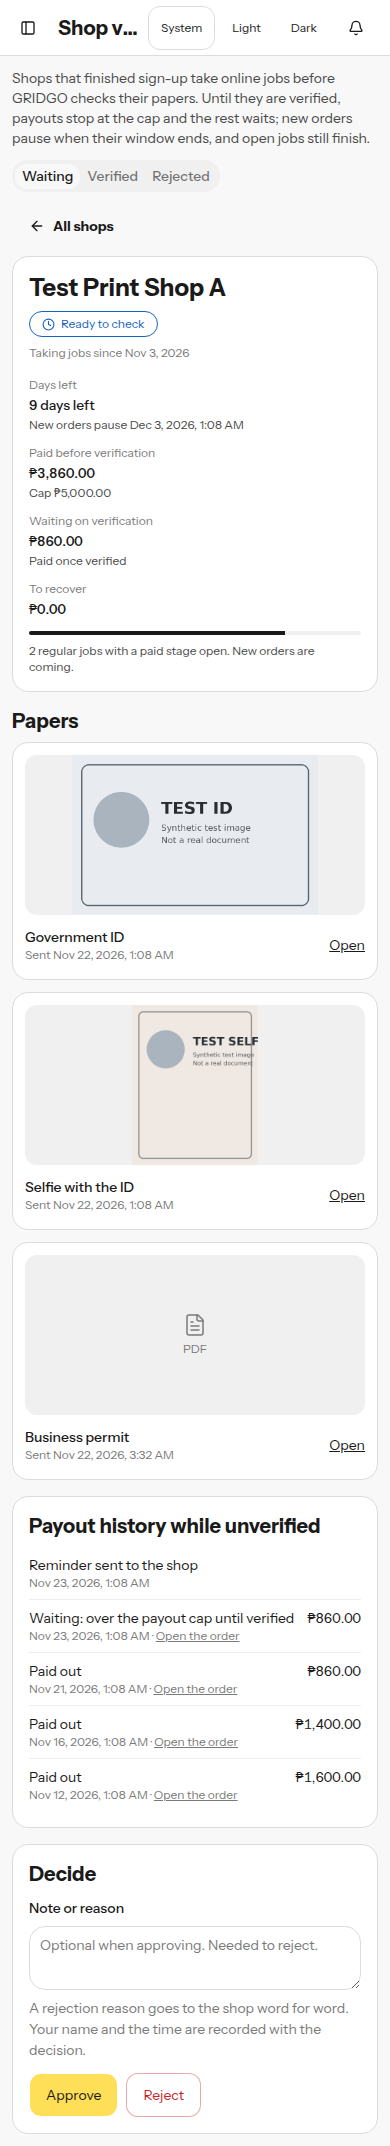 Shop v...
System
Light
Dark
Shops that finished sign-up take online jobs before
GRIDGO checks their papers. Until they are verified,
payouts stop at the cap and the rest waits; new orders
pause when their window ends, and open jobs still finish.
Waiting
Verified
Rejected
All shops
Test Print Shop A
Ready to check
Taking jobs since Nov 3, 2026
Days left
9 days left
New orders pause Dec 3, 2026, 1:08 AM
Paid before verification
₱3,860.00
Cap ₱5,000.00
Waiting on verification
₱860.00
Paid once verified
To recover
₱0.00
2 regular jobs with a paid stage open. New orders are
coming.
Papers
TEST ID
Synthetic test image
Not a real document
Government ID
Sent Nov 22, 2026, 1:08 AM
Open
TEST SELF
Synthetic test image
Not a real document
Selfie with the ID
Sent Nov 22, 2026, 1:08 AM
Open
PDF
Business permit
Sent Nov 22, 2026, 3:32 AM
Open
Payout history while unverified
Reminder sent to the shop
Nov 23, 2026, 1:08 AM
Waiting: over the payout cap until verified ₱860.00
Nov 23, 2026, 1:08 AM · Open the order
Paid out ₱860.00
Nov 21, 2026, 1:08 AM · Open the order
Paid out ₱1,400.00
Nov 16, 2026, 1:08 AM · Open the order
Paid out ₱1,600.00
Nov 12, 2026, 1:08 AM · Open the order
Decide
Note or reason
Optional when approving. Needed to reject.
A rejection reason goes to the shop word for word.
Your name and the time are recorded with the
decision.
Approve
Reject